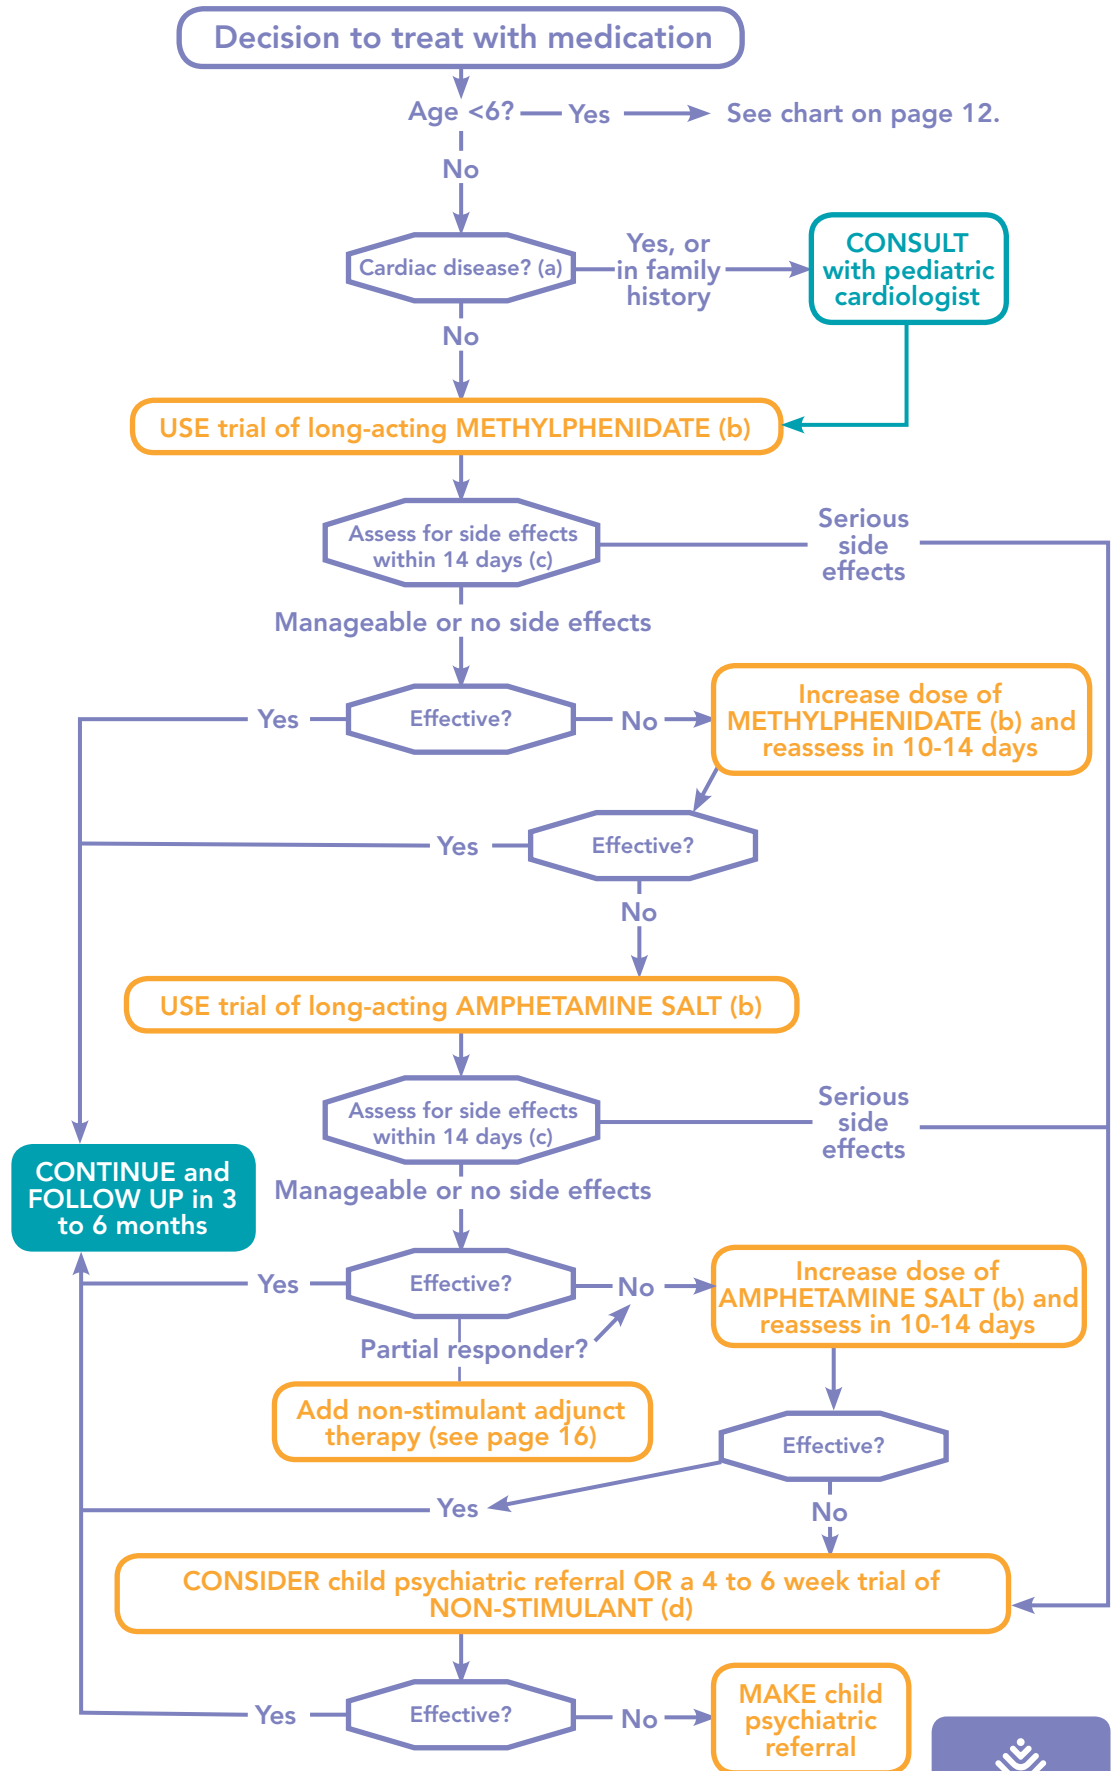 Decision to treat with medication
Age <6? Yes See chart on page 12.
No
Cardiac disease? (a)
Yes, or
in family
history
CONSULT
with pediatric
cardiologist
No
USE trial of long-acting METHYLPHENIDATE (b)
Assess for side effects
within 14 days (c)
Serious
side
effects
Manageable or no side effects
Yes
Effective?
No
Increase dose of
METHYLPHENIDATE (b) and
reassess in 10-14 days
Yes
Effective?
No
USE trial of long-acting AMPHETAMINE SALT (b)
Assess for side effects
within 14 days (c)
Serious
side
effects
CONTINUE and
FOLLOW UP in 3
to 6 months
Manageable or no side effects
Yes
Effective?
No
Increase dose of
AMPHETAMINE SALT (b) and
reassess in 10-14 days
Partial responder?
Add non-stimulant adjunct
therapy (see page 16)
Effective?
Yes
No
CONSIDER child psychiatric referral OR a 4 to 6 week trial of
NON-STIMULANT (d)
Yes
Effective?
No
MAKE child
psychiatric
referral